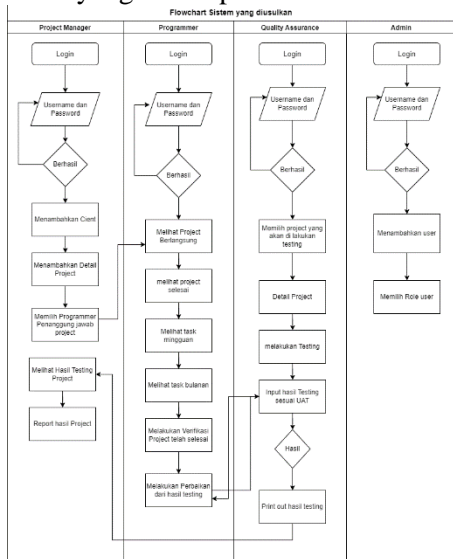 Flowchart Sistem yang diusulkan
Project Manager
Programmer
Quality Assurance
Admin
Login
Username dan
Password
Berhasil
Menambahkan Client
Menambahkan Detail
Project
Memilih Programmer
Penanggung jawab
project
Melihat Hasil Testing
Project
Report hasil Project
Login
Username dan
Password
Berhasil
Melihat Project
Berlangsung
melihat project
selesai
Melihat task
mingguan
Melihat task bulanan
Melakukan Verifikasi
Project telah selesai
Melakukan Perbaikan
dari hasil testing
Login
Username dan
Password
Berhasil
Memilih project yang
akan di lakukan
testing
Detail Project
melakukan Tasting
Input hasil Testing
sesuai UAT
Hasil
Print out hasil testing
Login
Username dan
Password
Berhasil
Menambahkan user
Memilih Role user